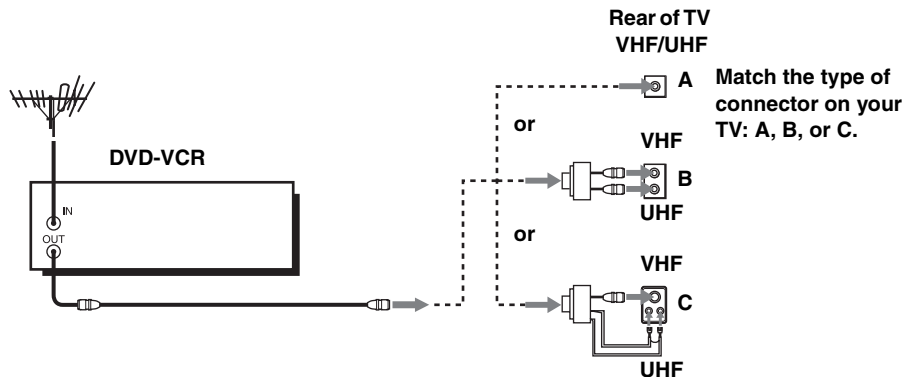 Rear of TV
VHF/UHF
A
Match the type of
connector on your
TV: A, B, or C.
or
VHF
DVD-VCR
B
IN
UHF
OUT
or
VHF
C
UHF